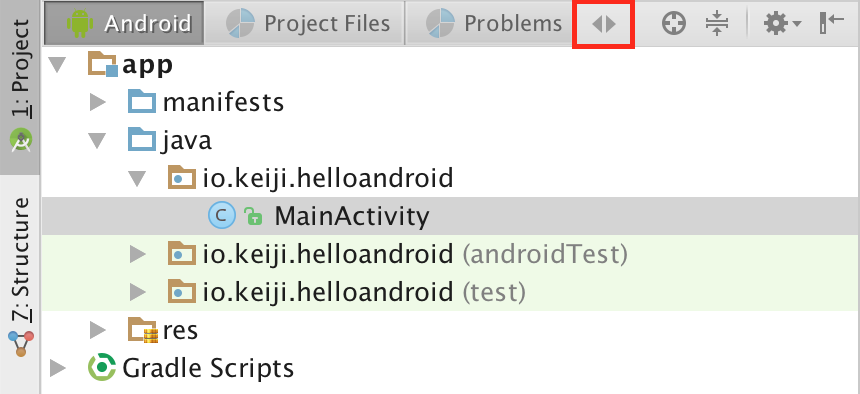 1: Project
7: Structure
Android Project Files Problems
app
manifests
java
io.keiji.helloandroid
C MainActivity
io.keiji.helloandroid (androidTest)
io.keiji.helloandroid (test)
res
Gradle Scripts